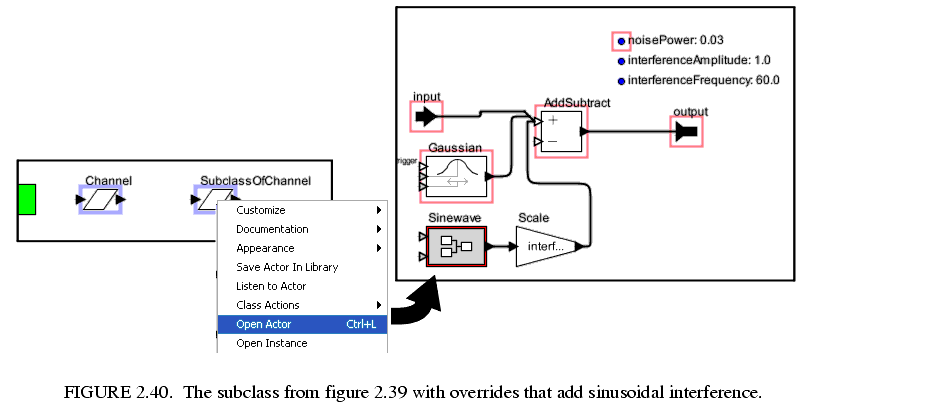 noisePower: 0.03
interferenceAmplitude: 1.0
interferenceFrequency: 60.0
input
AddSubtract
output
+
−
Gaussian
rigger
Sinewave
Scale
interf...
Channel
SubclassOfChannel
Customize
Documentation
Appearance
Save Actor In Library
Listen to Actor
Class Actions
Open Actor Ctrl+L
Open Instance
FIGURE 2.40. The subclass from figure 2.39 with overrides that add sinusoidal interference.